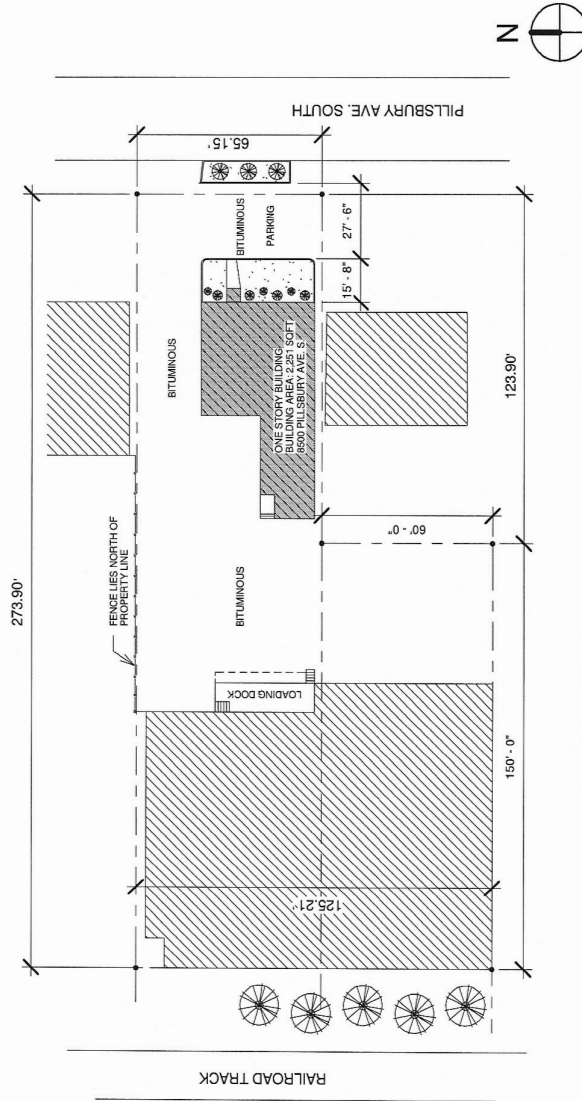 N
PILLSBURY AVE. SOUTH
273.90'
65.15'
FENCE LIES NORTH OF
PROPERTY LINE
BITUMINOUS
BITUMINOUS
PARKING
27' - 6"
15' - 8"
ONE STORY BUILDING
BUILDING AREA: 2,251 SQFT
8500 PILLSBURY AVE. S.
BITUMINOUS
123.90'
60' - 0"
LOADING DOCK
150' - 0"
125.21'
RAILROAD TRACK